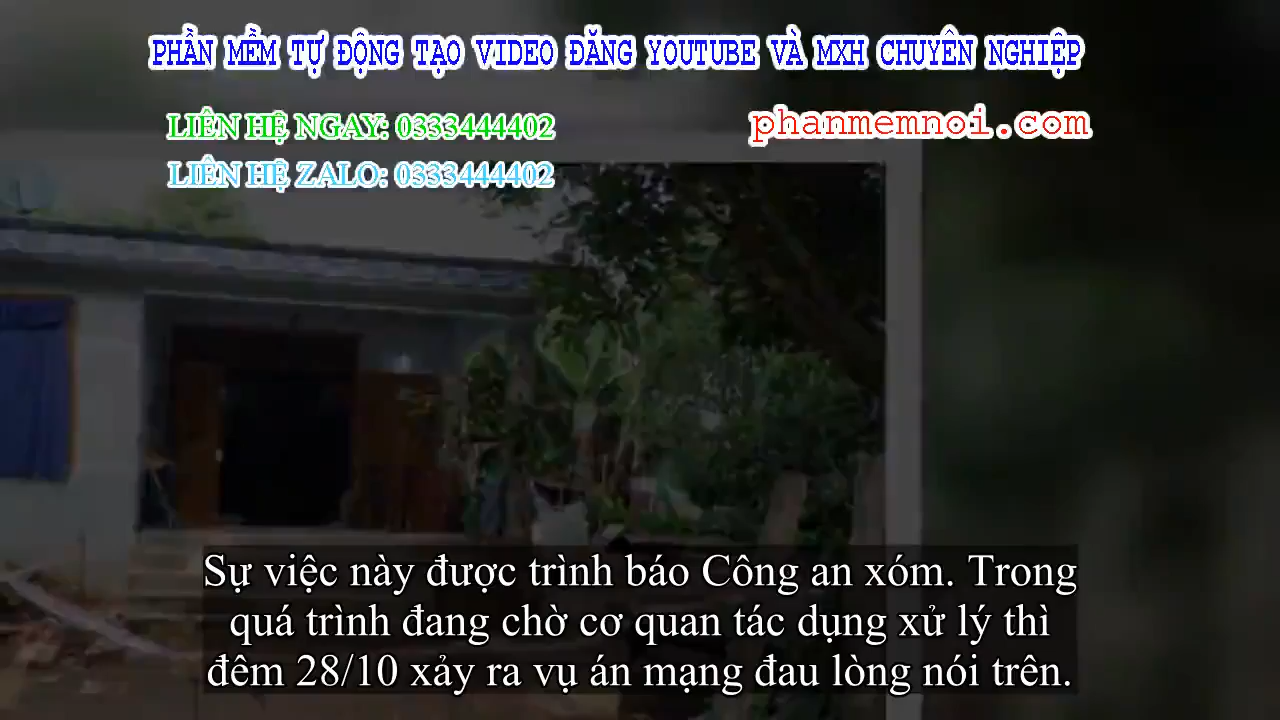 PHẦN MỀM TỰ ĐỘNG TẠO VIDEO ĐĂNG YOUTUBE VÀ MXH CHUYÊN NGHIỆP
LIÊN HỆ NGAY: 0333444402
phanmemnoi.com
LIÊN HỆ ZALO: 0333444402
Sự việc này được trình báo Công an xóm. Trong
quá trình đang chờ cơ quan tác dụng xử lý thì
đêm 28/10 xảy ra vụ án mạng đau lòng nói trên.